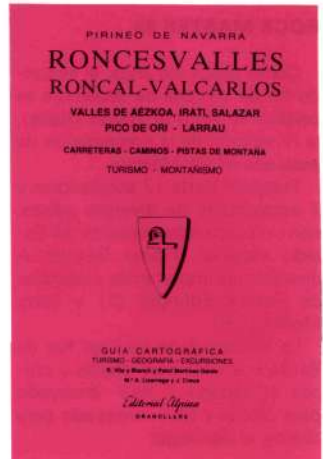 PIRINEO DE NAVARRA
RONCESVALLES
RONCAL-VALCARLOS
VALLES DE AÉZKOA, IRATI, SALAZAR
PICO DE ORI - LARRAU
CARRETERAS - CAMINOS - PISTAS DE MONTAÑA
TURISMO - MONTAÑISMO
GUIA CARTOGRAFICA
TURISMO - GEOGRAFIA - EXCURSIONES
Editorial Alpina
GRANOLLERS